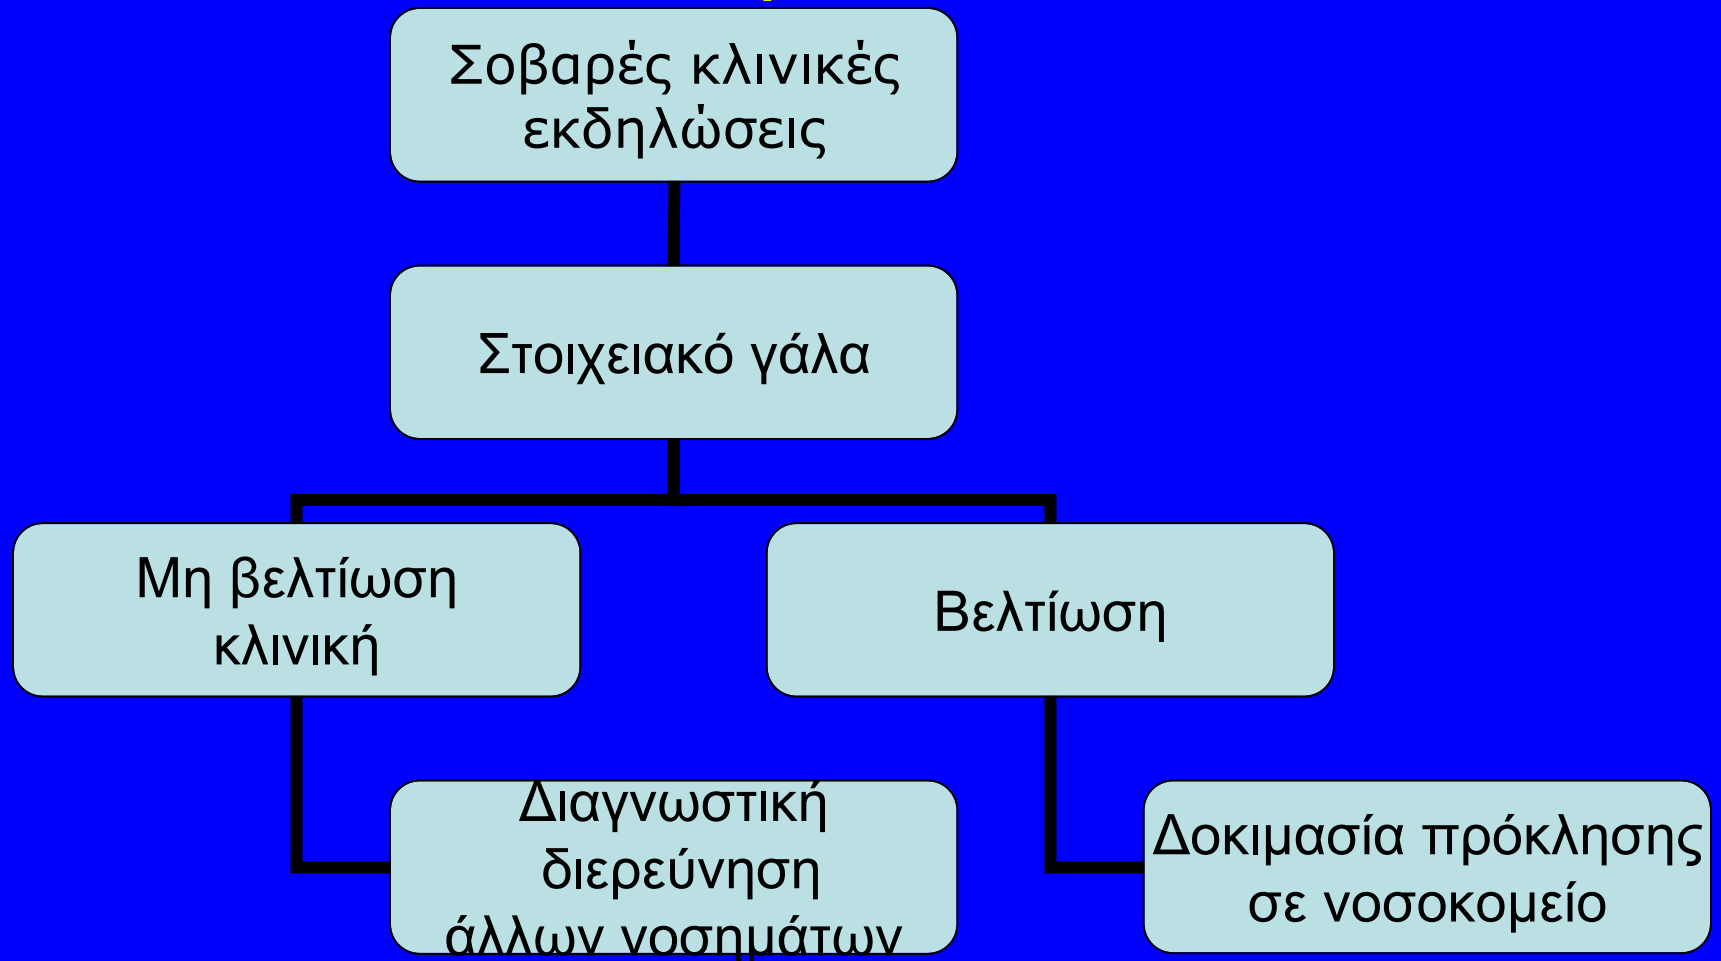 Σοβαρές κλινικές
εκδηλώσεις
Στοιχειακό γάλα
Μη βελτίωση
κλινική
Βελτίωση
Διαγνωστική
διερεύνηση
άλλων νοσημάτων
Δοκιμασία πρόκλησης
σε νοσοκομείο